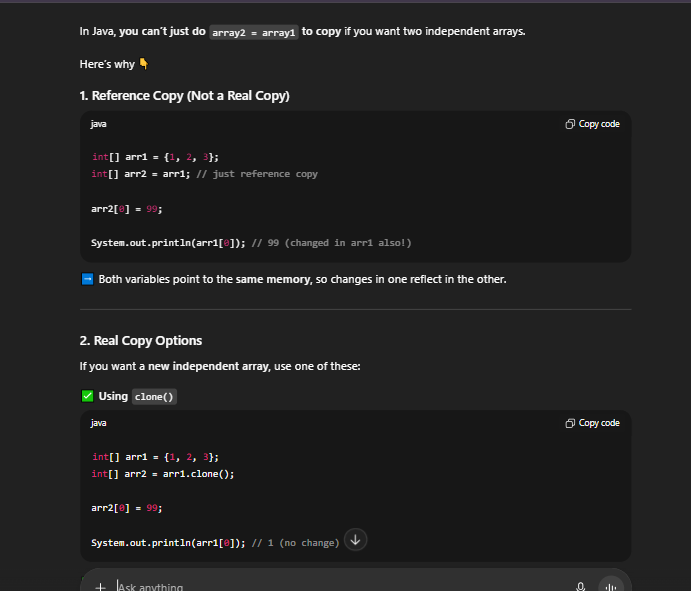 In Java, you can't just do array2 = array1 to copy if you want two independent arrays.
Here's why 👇
1. Reference Copy (Not a Real Copy)
java
Copy code
int[] arr1 = {1, 2, 3};
int[] arr2 = arr1; // just reference copy
arr2[0] = 99;
System.out.println(arr1[0]); // 99 (changed in arr1 also!)
➡️ Both variables point to the same memory, so changes in one reflect in the other.
2. Real Copy Options
If you want a new independent array, use one of these:
✅ Using clone()
java
Copy code
int[] arr1 = {1, 2, 3};
int[] arr2 = arr1.clone();
arr2[0] = 99;
System.out.println(arr1[0]); // 1 (no change)
Ask anything